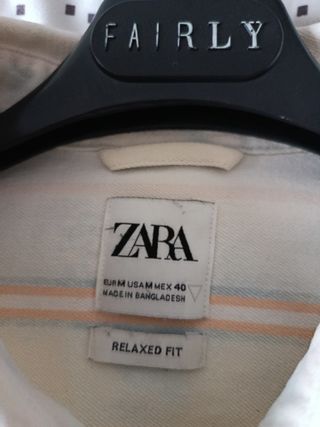 FAIRLY
ZARA
EUR M USA M MEX 40
MADE IN BANGLADESH
RELAXED FIT